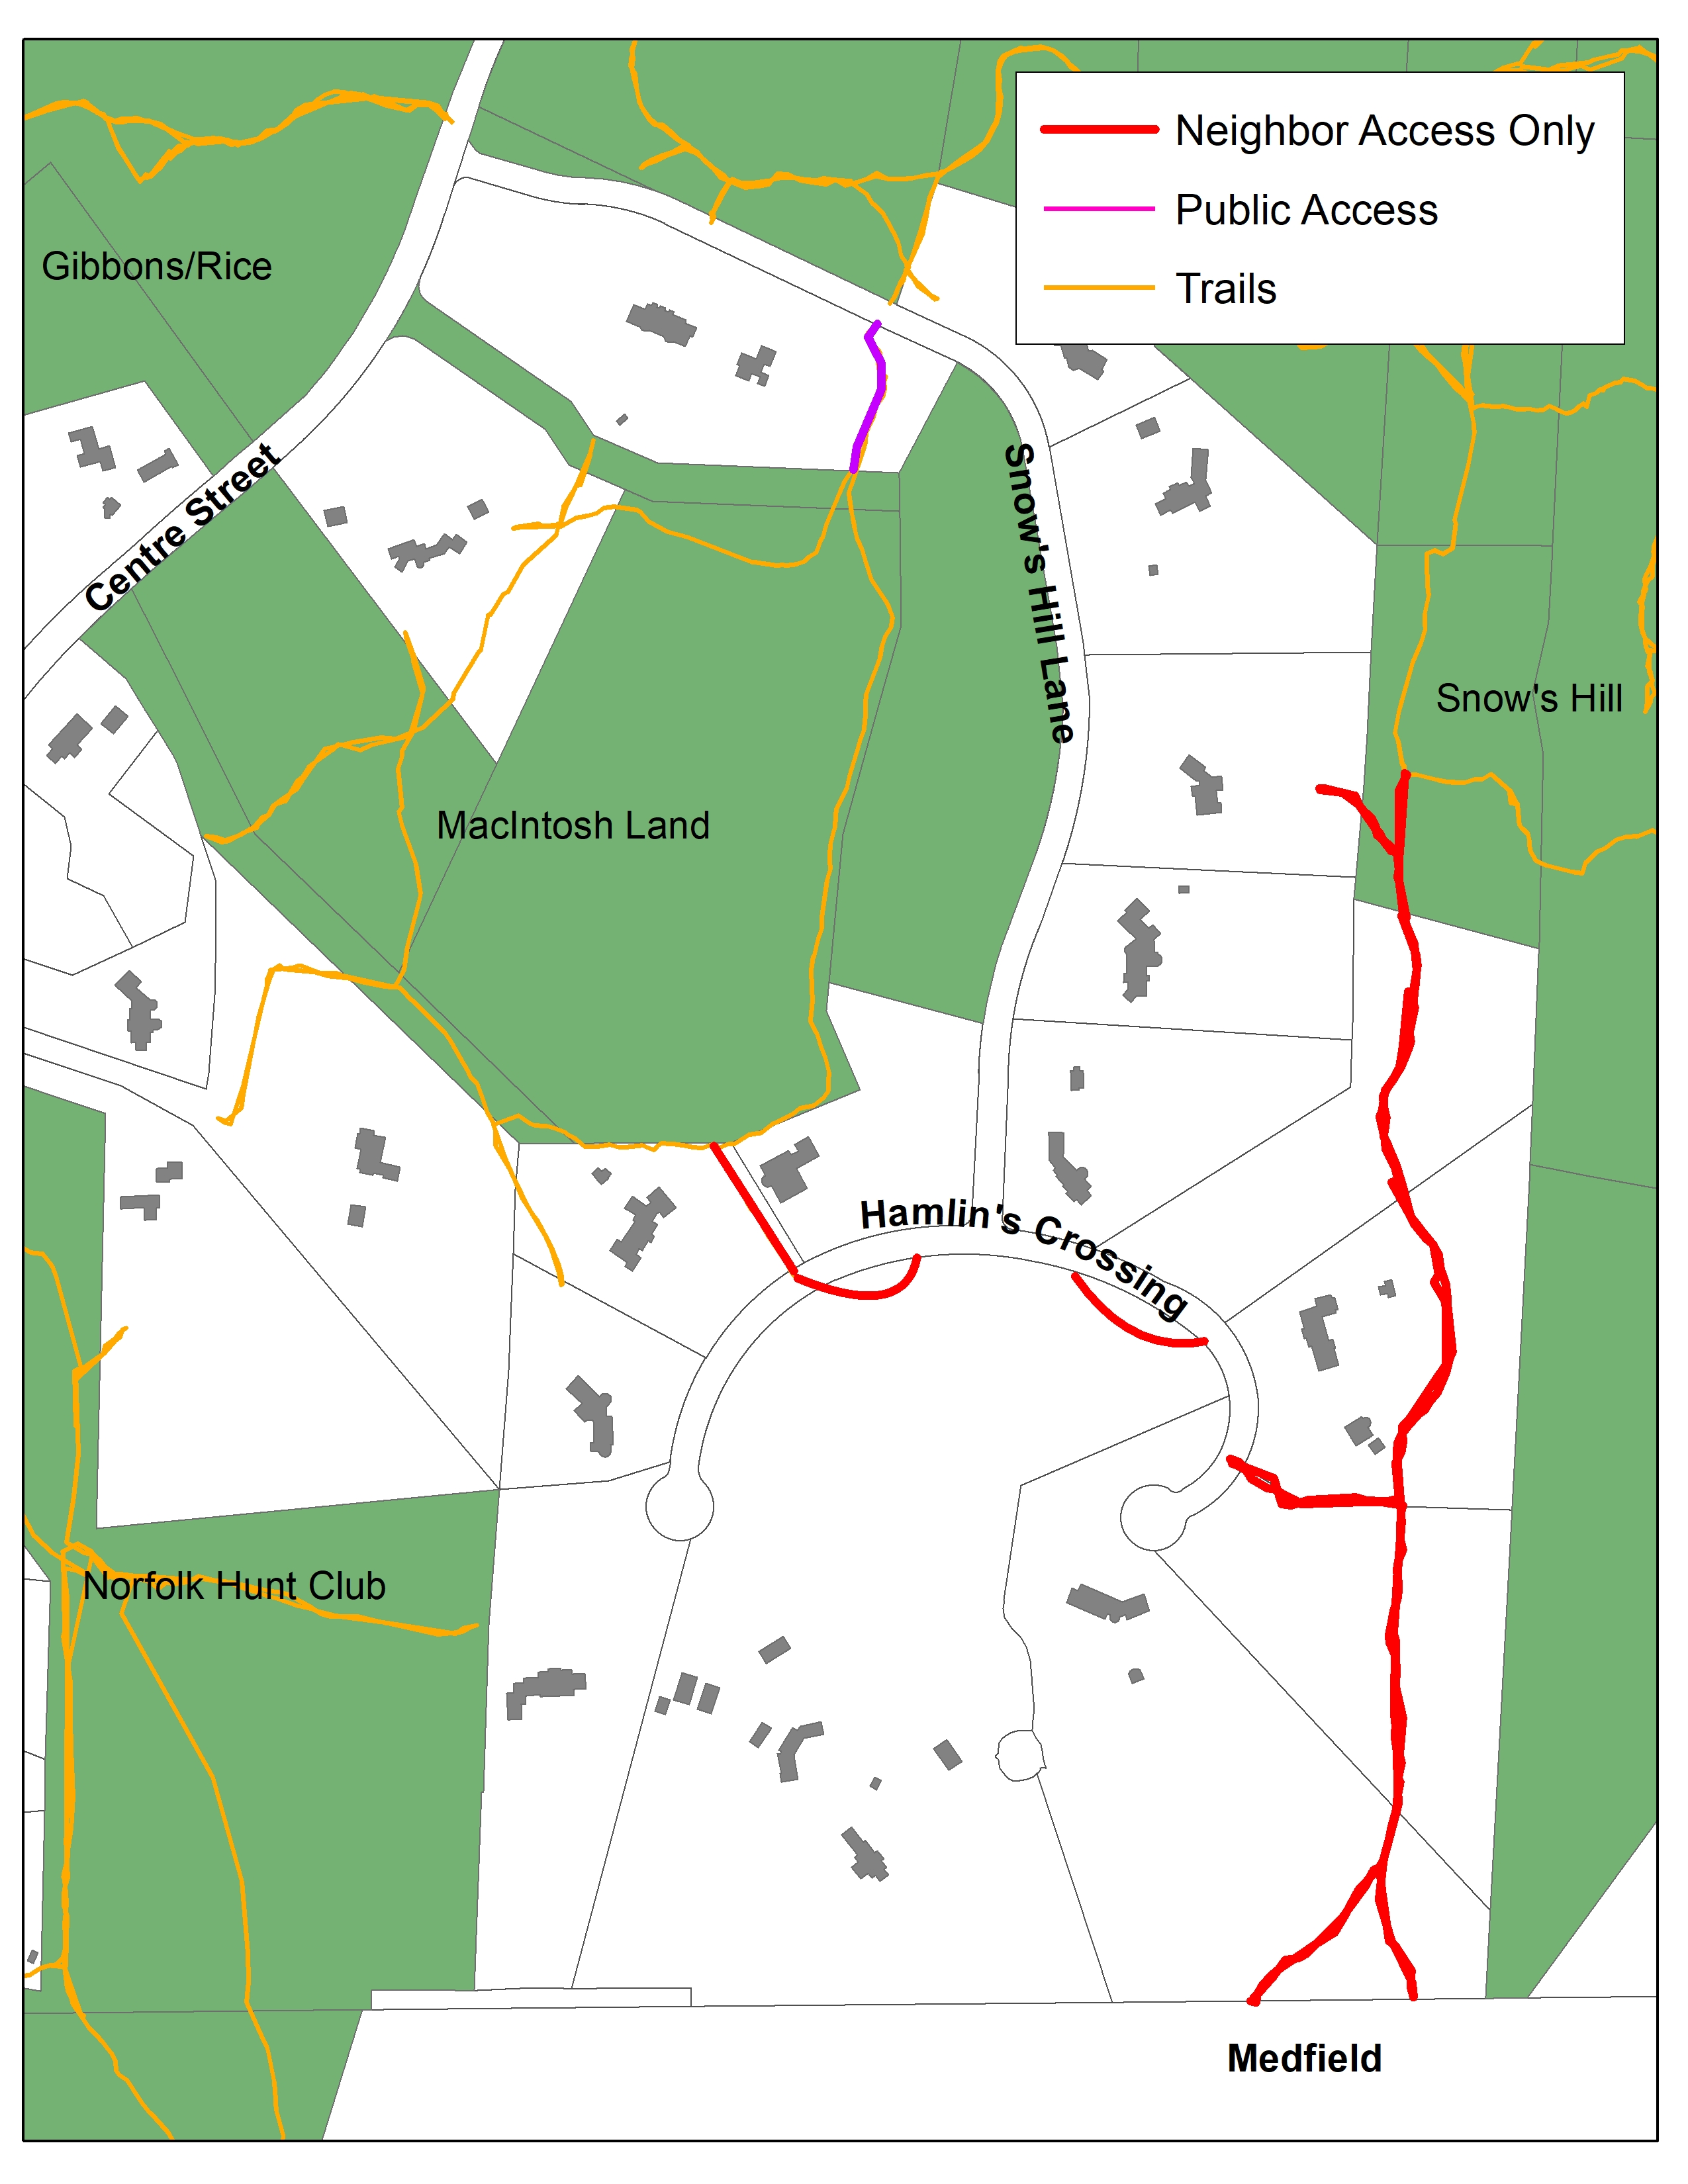 Neighbor Access Only
Public Access
Trails
Gibbons/Rice
Centre Street
Snow's Hill Lane
Snow's Hill
MacIntosh Land
Hamlin's Crossing
Norfolk Hunt Club
Medfield